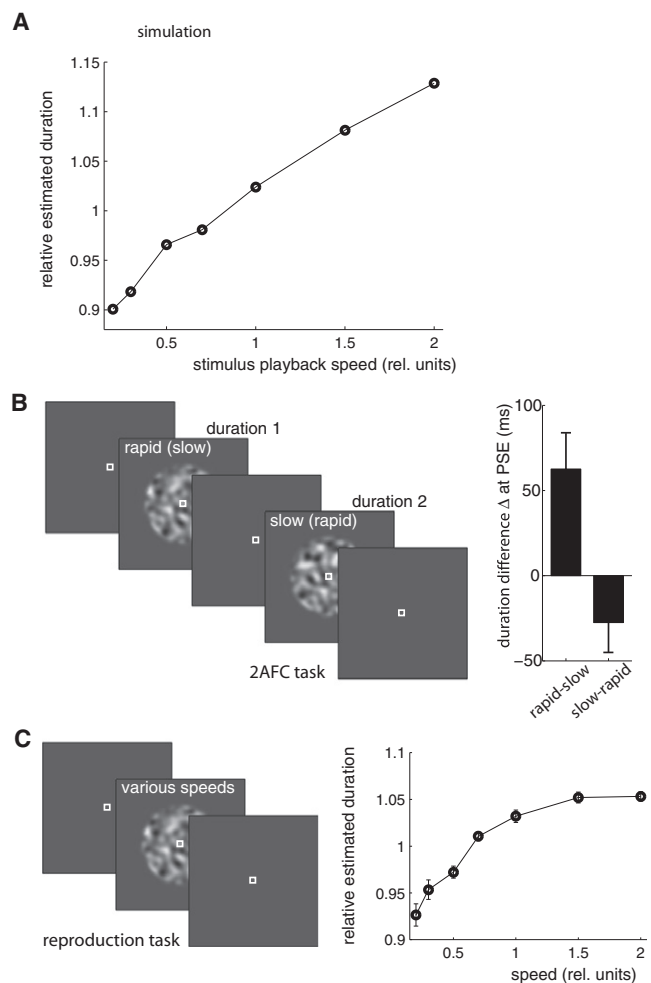 A
simulation
1.15
1.1
1.05
1
0.95
0.9
relative estimated duration
0.5
1
1.5
2
stimulus playback speed (rel. units)
B
duration 1
rapid (slow)
duration 2
slow (rapid)
2AFC task
100
50
0
−50
duration difference Δ at PSE (ms)
rapid-slow
slow-rapid
C
various speeds
reproduction task
1.1
1.05
1
0.95
0.9
relative estimated duration
0.5
1
1.5
2
speed (rel. units)